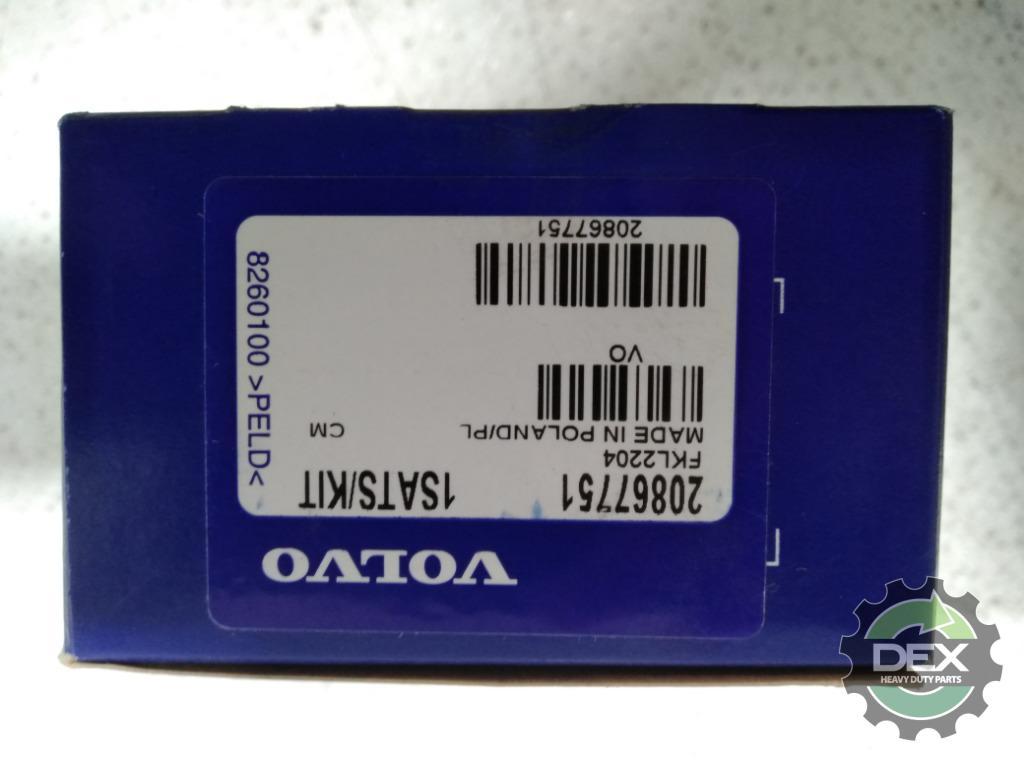 VOLVO
20867751 1SATS/KIT
FKL2204
MADE IN POLAND/PL CM
VO
20867751
8260100 >PELD<
DEX
HEAVY DUTY PARTS